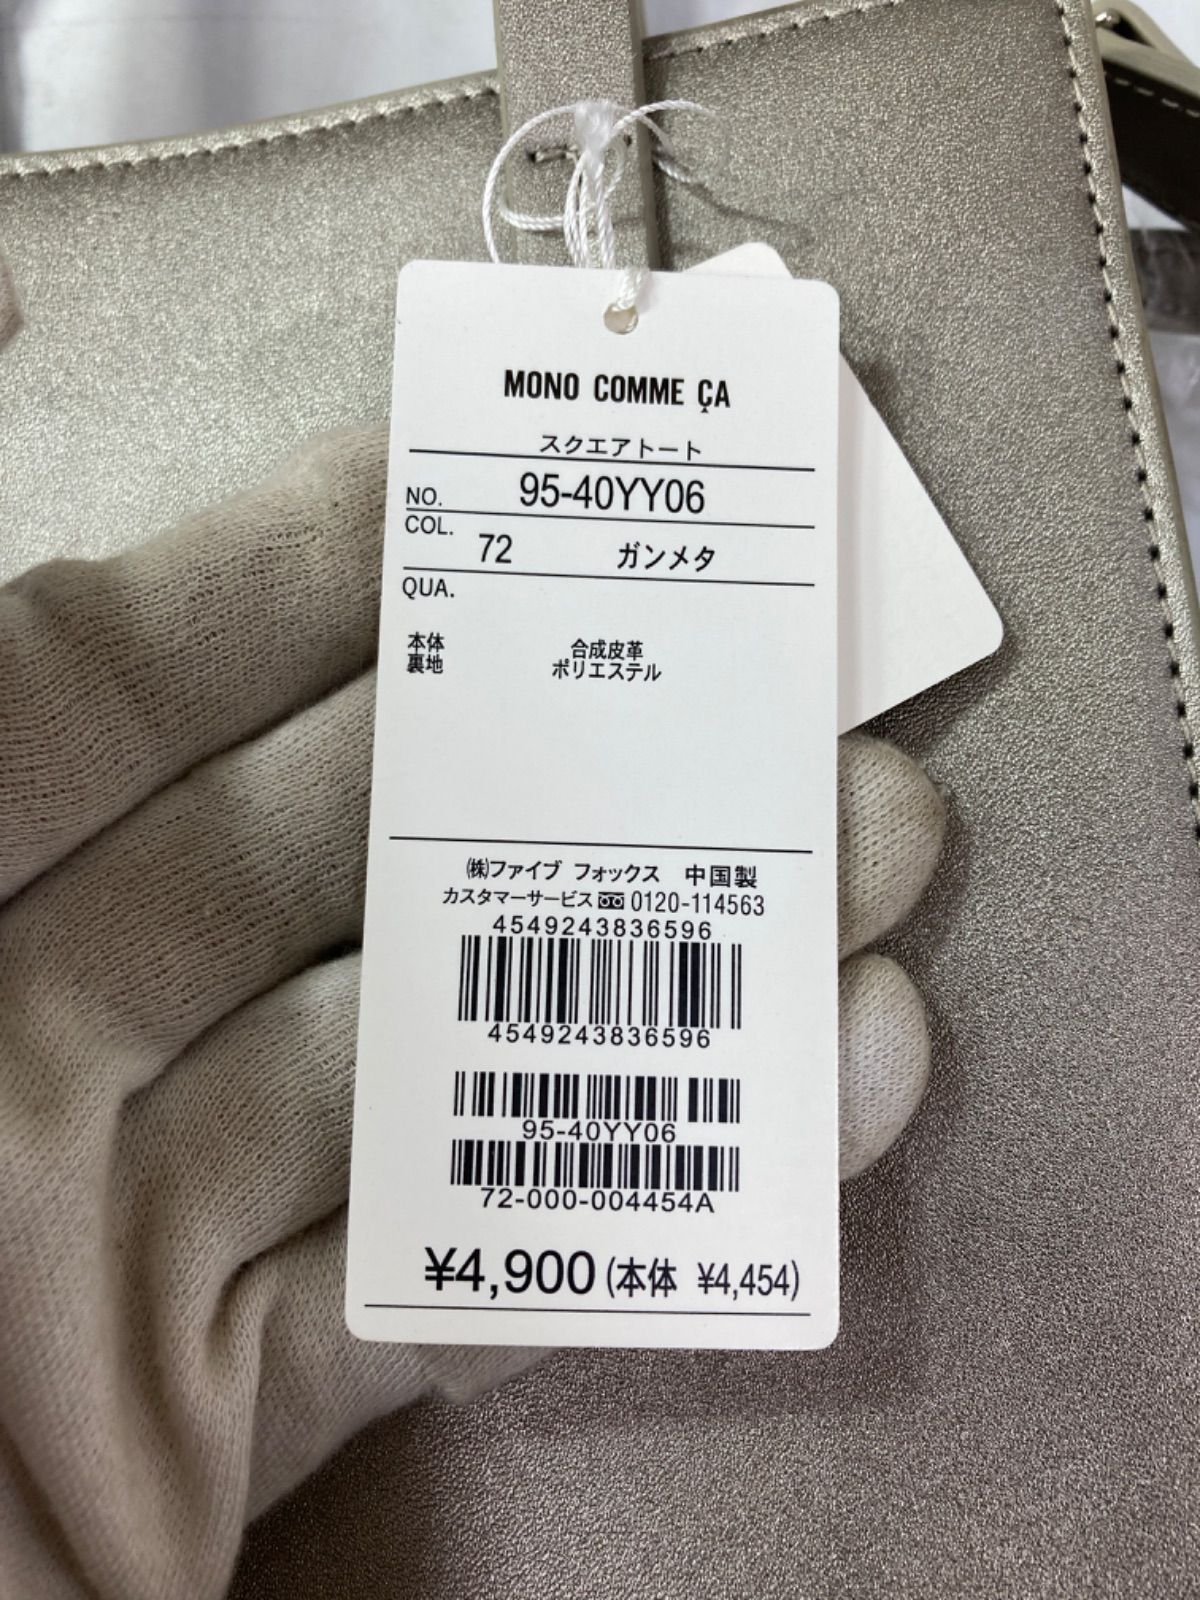 MONO COMME ÇA
スクエアトート
NO. 95-40YY06
COL. 72 ガンメタ
QUA.
本体 合成皮革
裏地 ポリエステル
㈱ファイブ フォックス 中国製
カスタマーサービス 0120-114563
4549243836596
4549243836596
95-40YY06
72-000-004454A
¥4,900 (本体 ¥4,454)